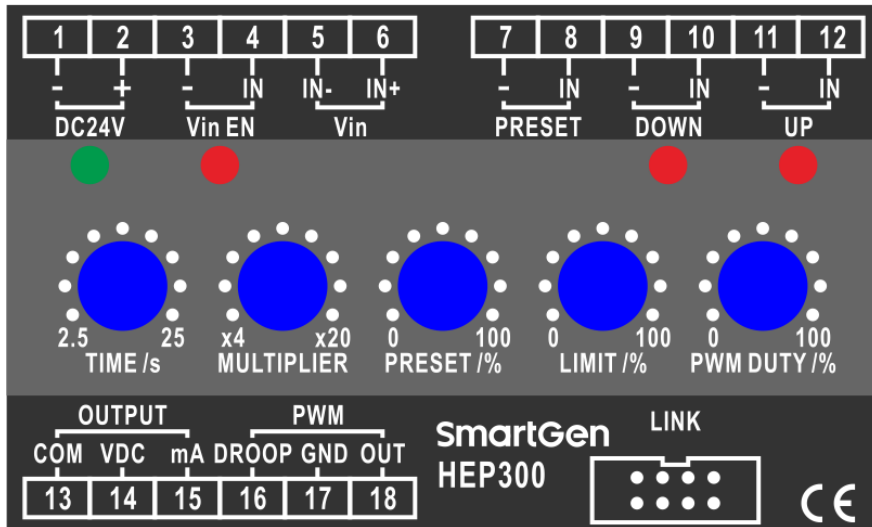 1 2 3 4 5 6 7 8 9 10 11 12
- + - IN IN- IN+ - IN - IN - IN
DC24V Vin EN Vin PRESET DOWN UP
2.5 25 x4 x20 0 100 0 100 0 100
TIME /s MULTIPLIER PRESET /% LIMIT /% PWM DUTY /%
OUTPUT PWM
COM VDC mA DROOP GND OUT
13 14 15 16 17 18
SmartGen
HEP300
LINK
CE